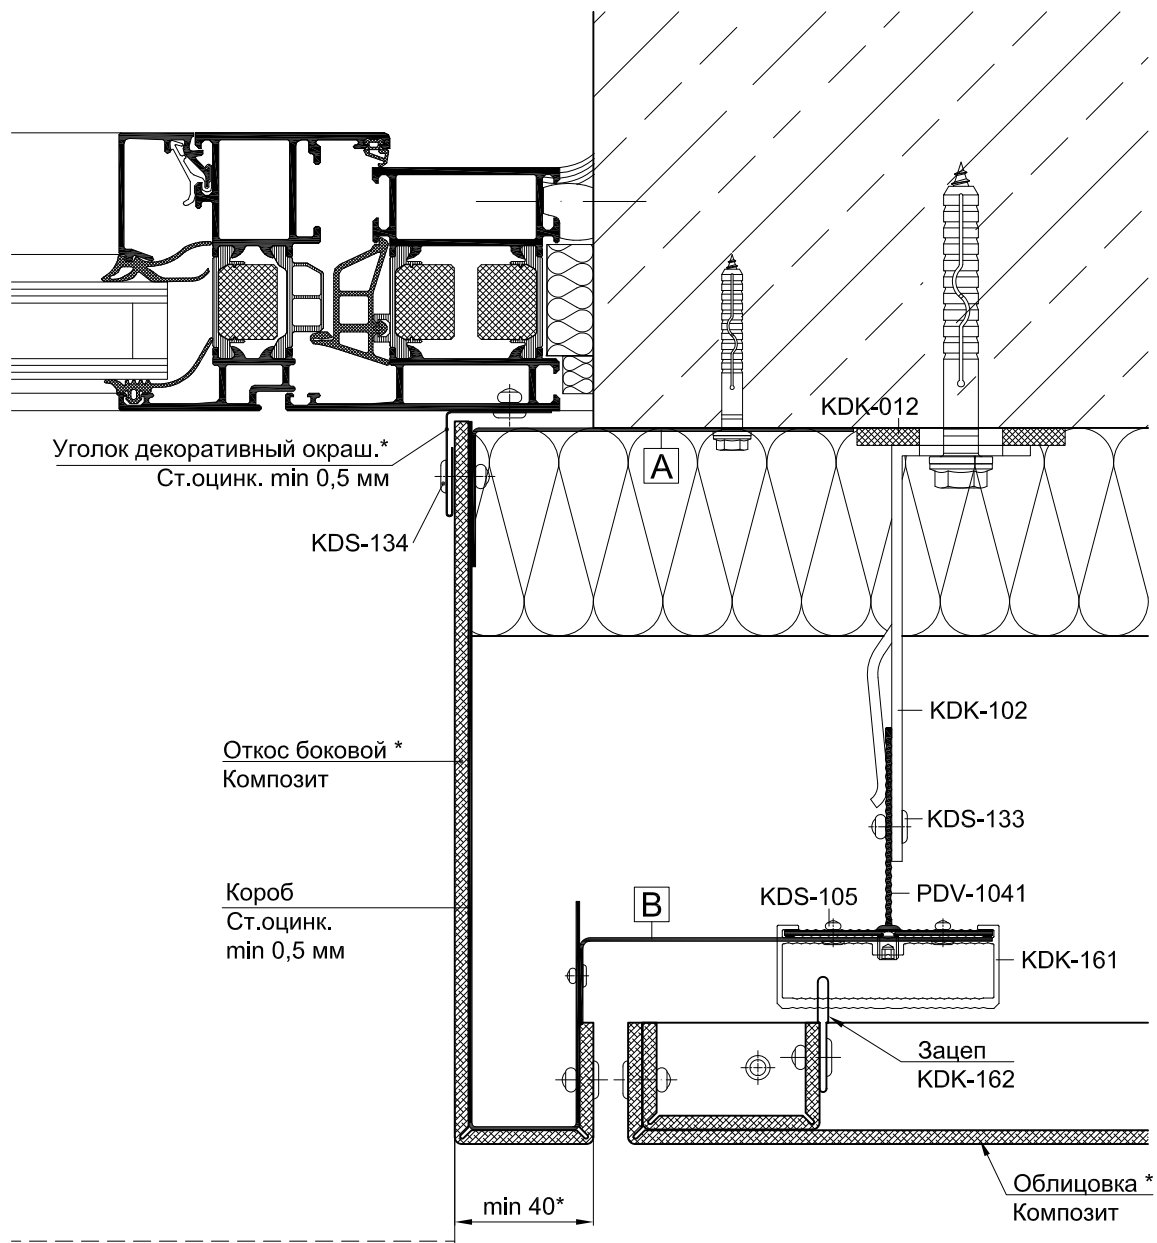 KDK-012
Уголок декоративный окраш.*
Ст.оцинк. min 0,5 мм
A
KDS-134
KDK-102
Откос боковой *
Композит
KDS-133
Короб
Ст.оцинк.
min 0,5 мм
B
KDS-105
PDV-1041
KDK-161
Зацеп
KDK-162
Облицовка *
Композит
min 40*